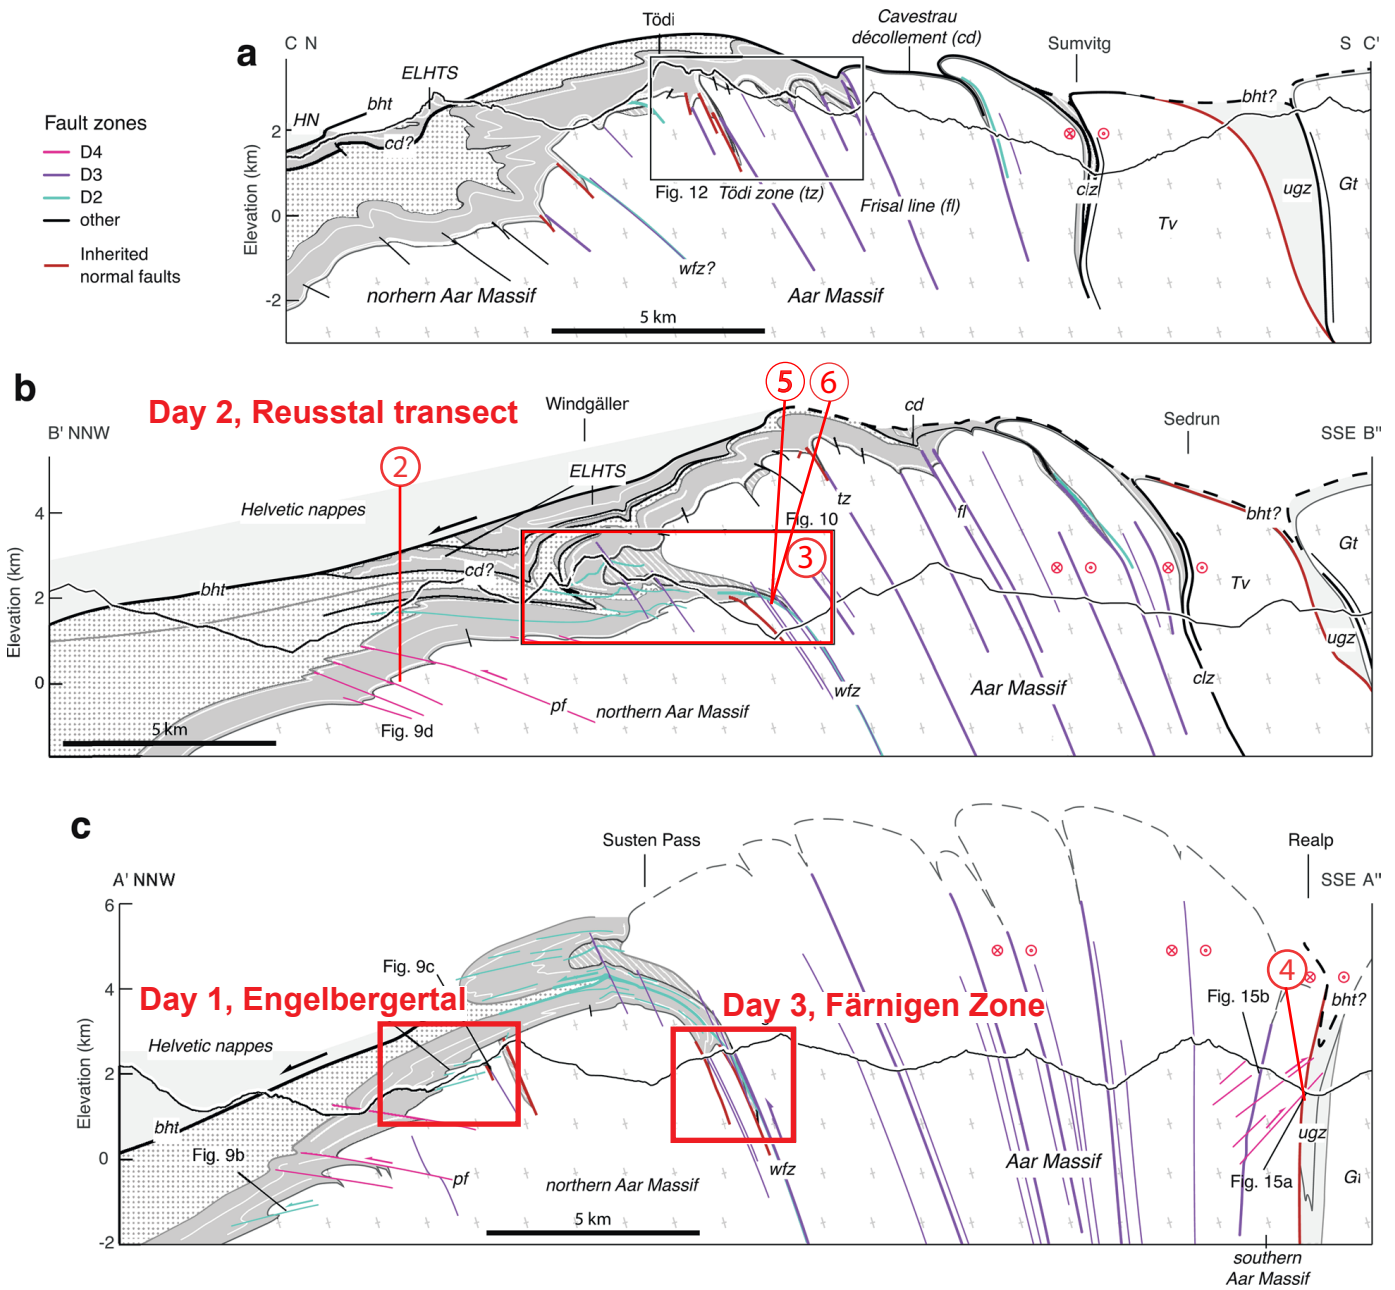 a
C N
Tödi
Cavestrau
décollement (cd)
Sumvitg
S C'
ELHTS
bht
HN
cd?
bht?
Fault zones
D4
D3
D2
other
Inherited
normal faults
Elevation (km)
2
0
-2
Fig. 12
Tödi zone (tz)
Frisal line (fl)
clz
Tv
ugz
Gt
wfz?
norhern Aar Massif
Aar Massif
5 km
b
Day 2, Reusstal transect
5
6
Windgäller
cd
Sedrun
B' NNW
SSE B"
2
ELHTS
Helvetic nappes
tz
fl
bht?
Gt
Fig. 10
3
Elevation (km)
4
2
0
bht
cd?
Tv
ugz
clz
wfz
Aar Massif
pf
northern Aar Massif
Fig. 9d
5 km
c
Susten Pass
Realp
A' NNW
SSE A"
6
4
2
0
-2
Elevation (km)
Fig. 9c
Day 1, Engelbergertal
Day 3, Färnigen Zone
4
Fig. 15b
bht?
Helvetic nappes
bht
Fig. 9b
pf
northern Aar Massif
wfz
Aar Massif
ugz
Fig. 15a
Gt
5 km
southern
Aar Massif